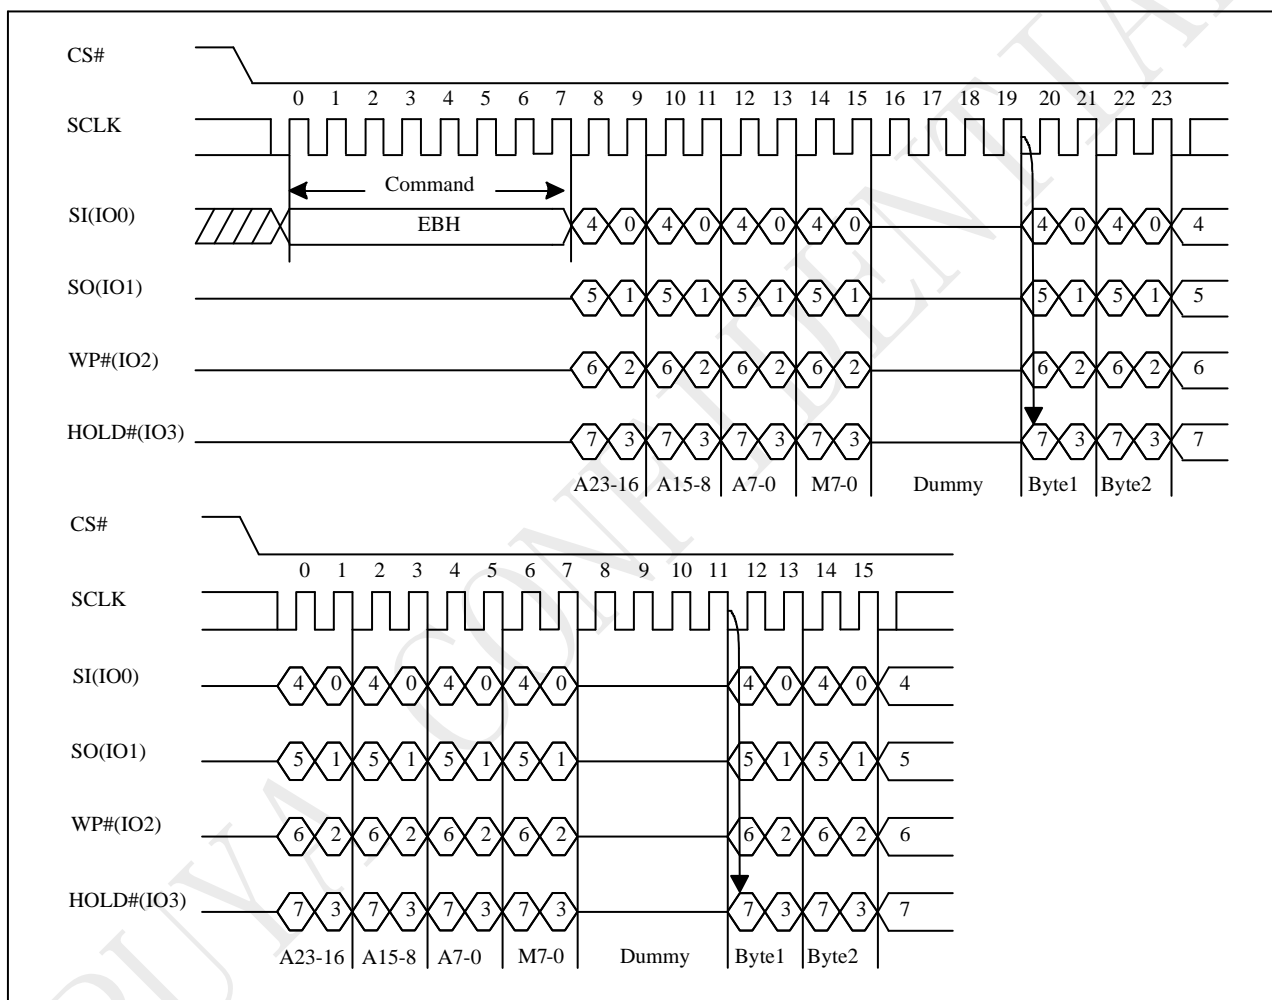 CS#
0 1 2 3 4 5 6 7 8 9 10 11 12 13 14 15 16 17 18 19 20 21 22 23
SCLK
Command
SI(IO0) EBH 4 0 4 0 4 0 4 0 4 0 4 0 4
SO(IO1) 5 1 5 1 5 1 5 1 5 1 5 1 5
WP#(IO2) 6 2 6 2 6 2 6 2 6 2 6 2 6
HOLD#(IO3) 7 3 7 3 7 3 7 3 7 3 7 3 7
A23-16 A15-8 A7-0 M7-0 Dummy Byte1 Byte2
CS#
0 1 2 3 4 5 6 7 8 9 10 11 12 13 14 15
SCLK
SI(IO0) 4 0 4 0 4 0 4 0 4 0 4 0 4
SO(IO1) 5 1 5 1 5 1 5 1 5 1 5 1 5
WP#(IO2) 6 2 6 2 6 2 6 2 6 2 6 2 6
HOLD#(IO3) 7 3 7 3 7 3 7 3 7 3 7 3 7
A23-16 A15-8 A7-0 M7-0 Dummy Byte1 Byte2
PUYA CONFIDENTIAL